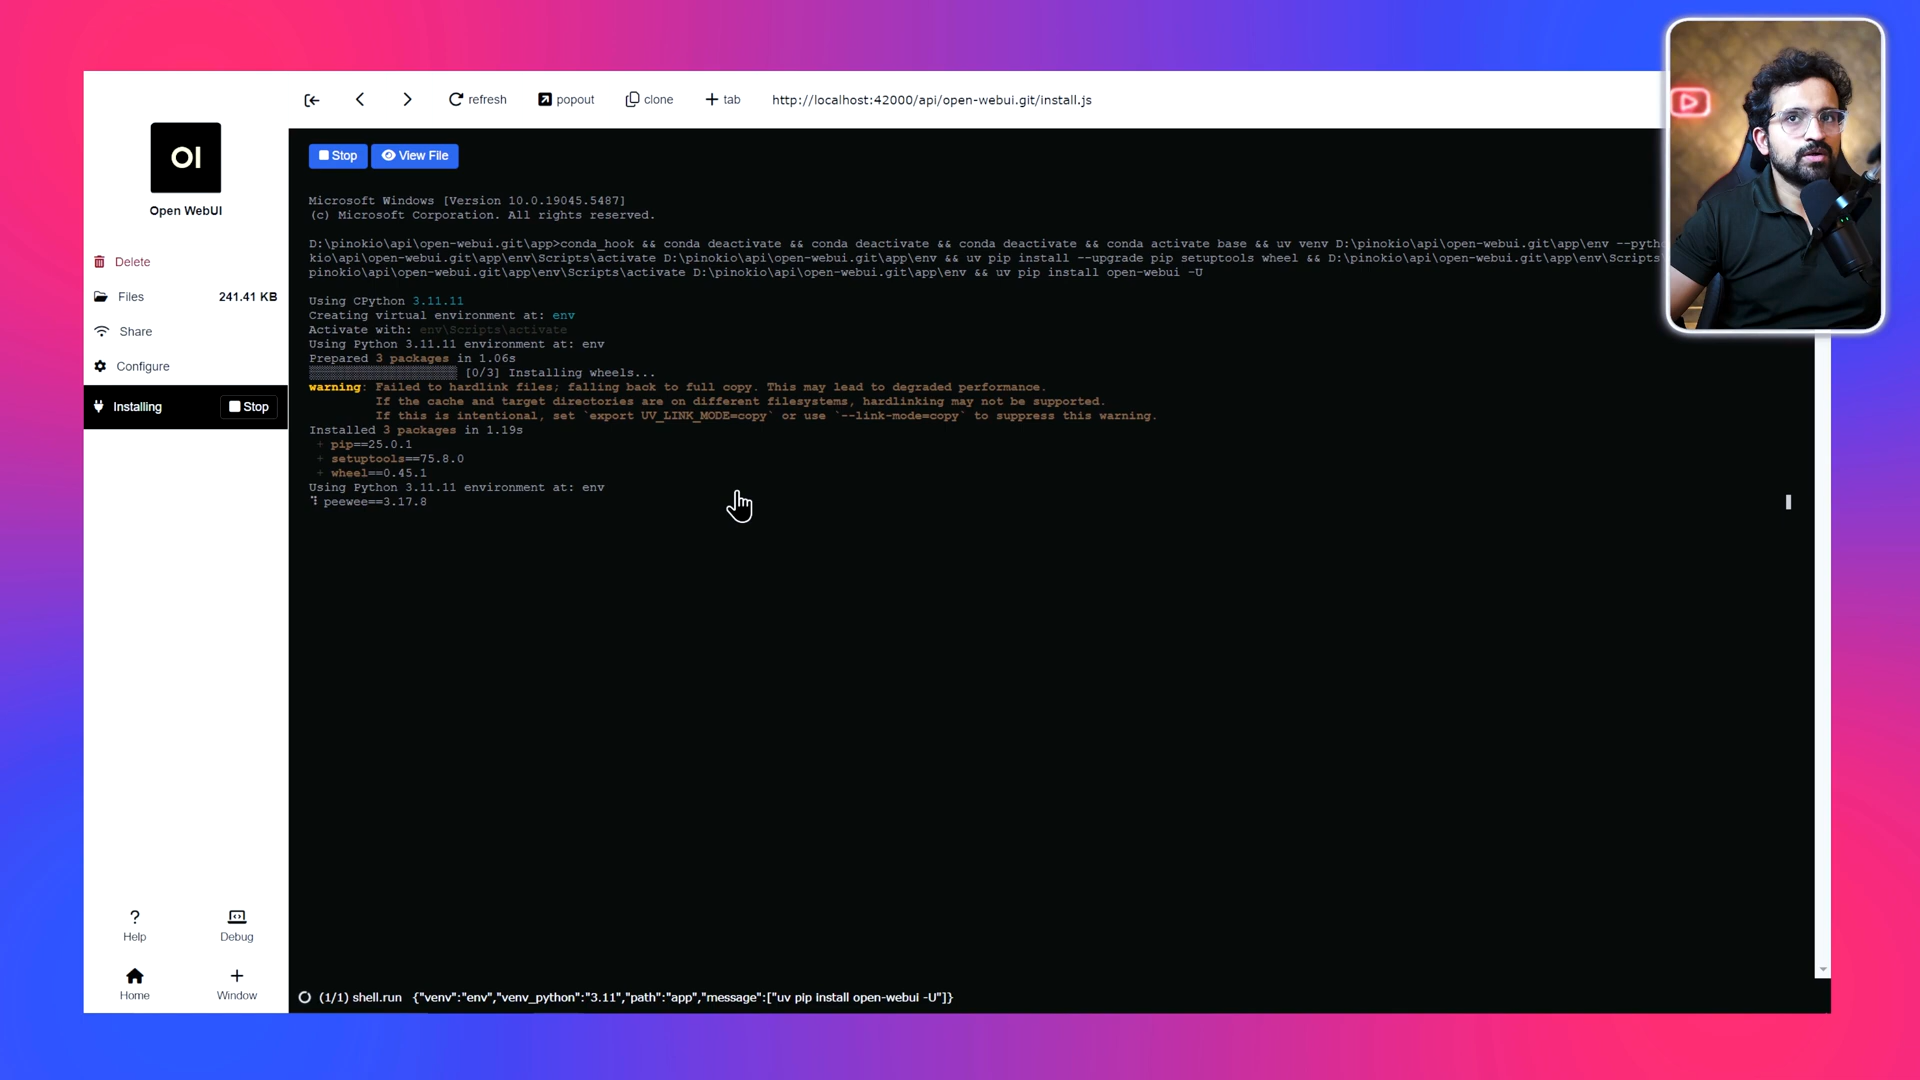 refresh
popout
clone
tab
http://localhost:42000/api/open-webui.git/install.js
OI
Open WebUI
Delete
Files 241.41 KB
Share
Configure
Installing
Stop
Help
Debug
Home
Window
Stop
View File
Microsoft Windows [Version 10.0.19045.5487]
(c) Microsoft Corporation. All rights reserved.
D:\pinokio\api\open-webui.git\app>conda_hook && conda deactivate && conda deactivate && conda deactivate && conda activate base && uv venv D:\pinokio\api\open-webui.git\app\env --pytho
kio\api\open-webui.git\app\env\Scripts\activate D:\pinokio\api\open-webui.git\app\env && uv pip install --upgrade pip setuptools wheel && D:\pinokio\api\open-webui.git\app\env\Scripts
pinokio\api\open-webui.git\app\env\Scripts\activate D:\pinokio\api\open-webui.git\app\env && uv pip install open-webui -U
Using CPython 3.11.11
Creating virtual environment at: env
Activate with: env\Scripts\activate
Using Python 3.11.11 environment at: env
Prepared 3 packages in 1.06s
[0/3] Installing wheels...
warning: Failed to hardlink files; falling back to full copy. This may lead to degraded performance.
If the cache and target directories are on different filesystems, hardlinking may not be supported.
If this is intentional, set `export UV_LINK_MODE=copy` or use `--link-mode=copy` to suppress this warning.
Installed 3 packages in 1.19s
+ pip==25.0.1
+ setuptools==75.8.0
+ wheel==0.45.1
Using Python 3.11.11 environment at: env
peewee==3.17.8
(1/1) shell.run {"venv":"env","venv_python":"3.11","path":"app","message":["uv pip install open-webui -U"]}